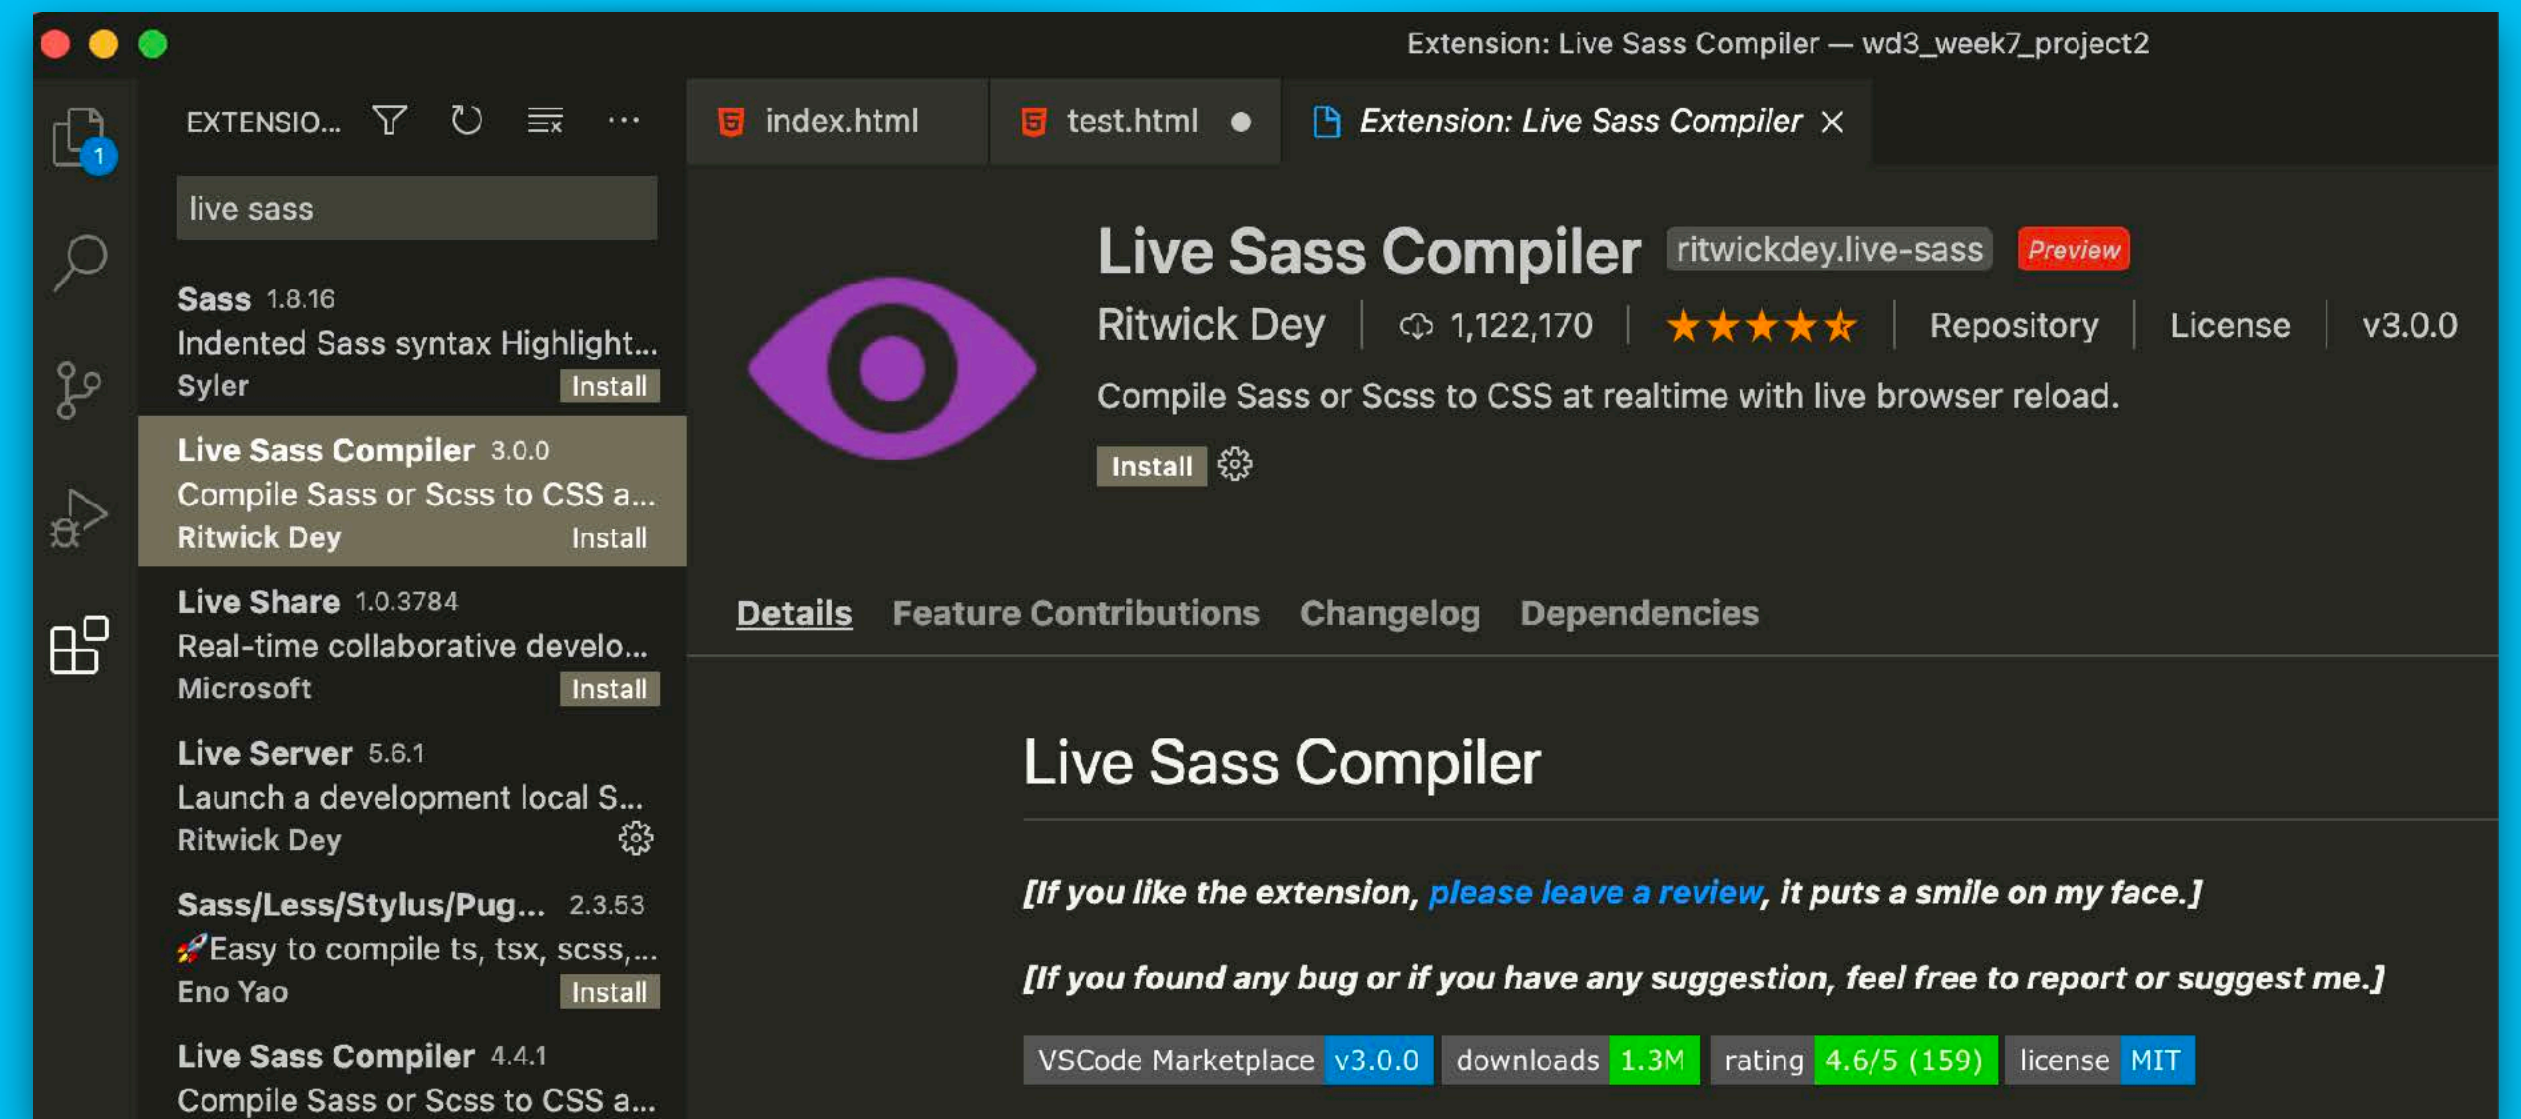 Extension: Live Sass Compiler — wd3_week7_project2
EXTENSIO...
index.html
test.html
Extension: Live Sass Compiler
1
live sass
Sass 1.8.16
Indented Sass syntax Highlight...
Syler Install
Live Sass Compiler 3.0.0
Compile Sass or Scss to CSS a...
Ritwick Dey Install
Live Share 1.0.3784
Real-time collaborative develo...
Microsoft Install
Live Server 5.6.1
Launch a development local S...
Ritwick Dey
Sass/Less/Stylus/Pug... 2.3.53
🚀Easy to compile ts, tsx, scss,...
Eno Yao Install
Live Sass Compiler 4.4.1
Compile Sass or Scss to CSS a...
Live Sass Compiler ritwickdey.live-sass Preview
Ritwick Dey 1,122,170 Repository License v3.0.0
Compile Sass or Scss to CSS at realtime with live browser reload.
Install
Details Feature Contributions Changelog Dependencies
Live Sass Compiler
[If you like the extension, please leave a review, it puts a smile on my face.]
[If you found any bug or if you have any suggestion, feel free to report or suggest me.]
VSCode Marketplace v3.0.0 downloads 1.3M rating 4.6/5 (159) license MIT